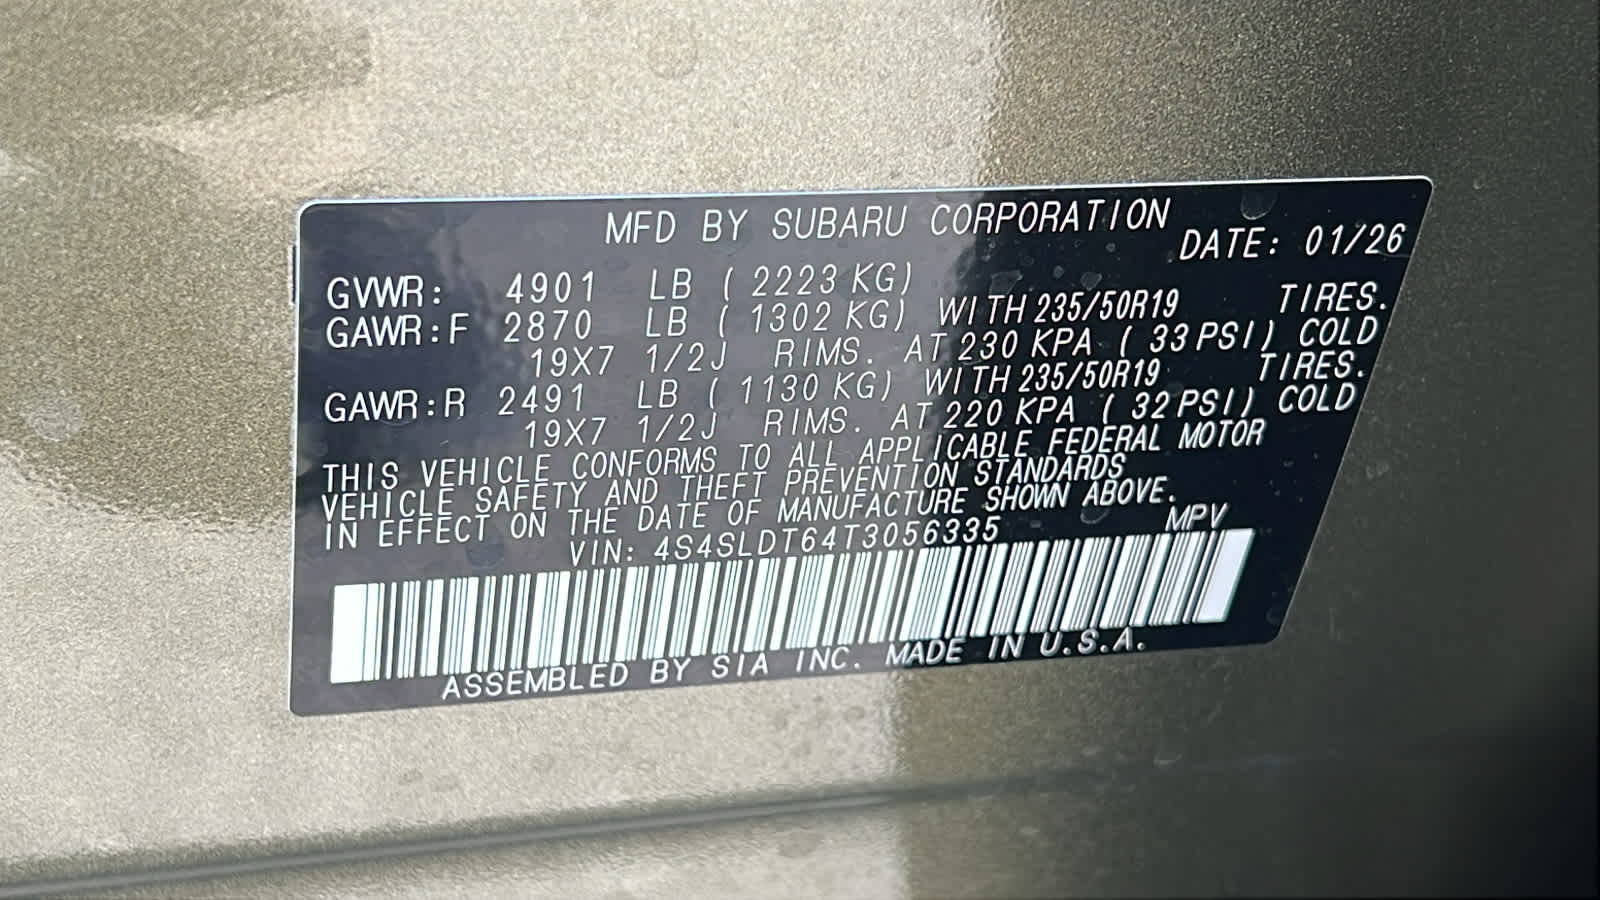 MFD BY SUBARU CORPORATION
DATE: 01/26
GVWR: 4901 LB ( 2223 KG)
GAWR:F 2870 LB ( 1302 KG) WITH 235/50R19 TIRES.
19X7 1/2J RIMS. AT 230 KPA ( 33 PSI) COLD
GAWR:R 2491 LB ( 1130 KG) WITH 235/50R19 TIRES.
19X7 1/2J RIMS. AT 220 KPA ( 32 PSI) COLD
THIS VEHICLE CONFORMS TO ALL APPLICABLE FEDERAL MOTOR
VEHICLE SAFETY AND THEFT PREVENTION STANDARDS
IN EFFECT ON THE DATE OF MANUFACTURE SHOWN ABOVE.
VIN: 4S4SLDT64T3056335 MPV
ASSEMBLED BY SIA INC. MADE IN U.S.A.